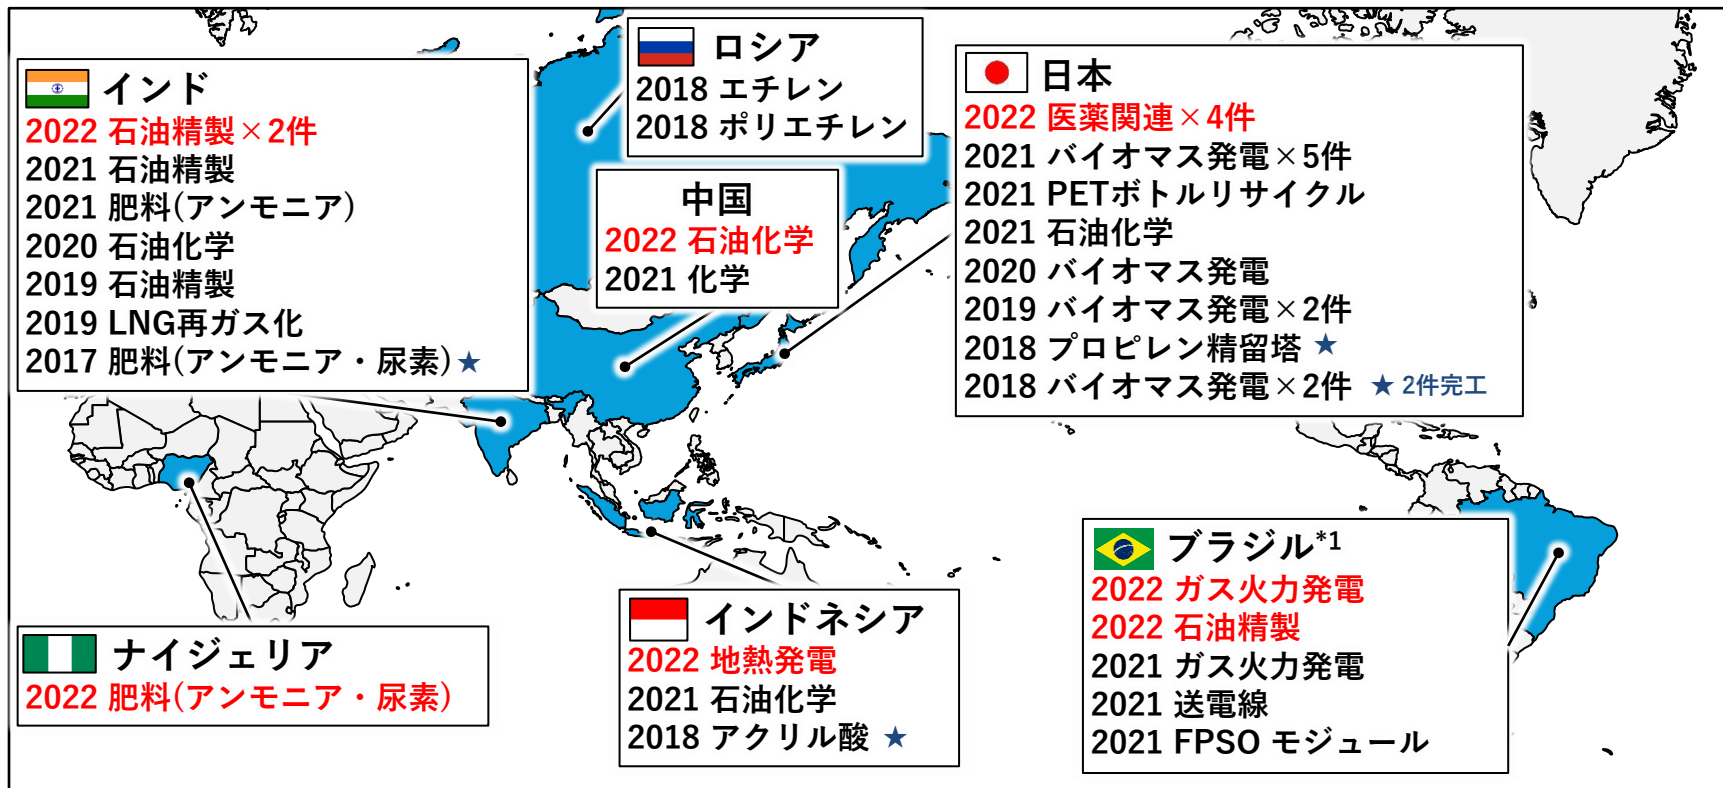 インド
2022 石油精製×2件
2021 石油精製
2021 肥料(アンモニア)
2020 石油化学
2019 石油精製
2019 LNG再ガス化
2017 肥料(アンモニア・尿素)★
ロシア
2018 エチレン
2018 ポリエチレン
中国
2022 石油化学
2021 化学
日本
2022 医薬関連×4件
2021 バイオマス発電×5件
2021 PETボトルリサイクル
2021 石油化学
2020 バイオマス発電
2019 バイオマス発電×2件
2018 プロピレン精留塔 ★
2018 バイオマス発電×2件 ★ 2件完工
ナイジェリア
2022 肥料(アンモニア・尿素)
インドネシア
2022 地熱発電
2021 石油化学
2018 アクリル酸 ★
ブラジル*1
2022 ガス火力発電
2022 石油精製
2021 ガス火力発電
2021 送電線
2021 FPSO モジュール